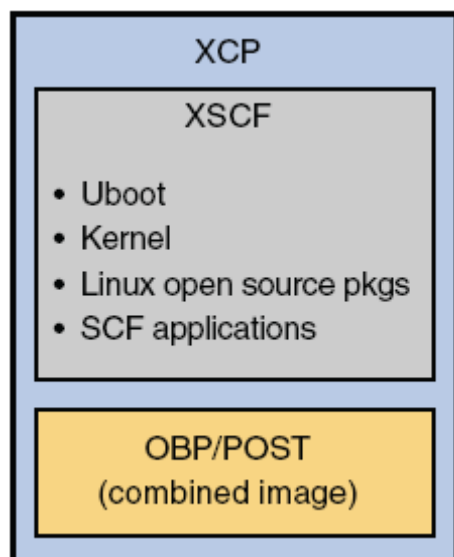 XCP
XSCF
• Uboot
• Kernel
• Linux open source pkgs
• SCF applications
OBP/POST
(combined image)